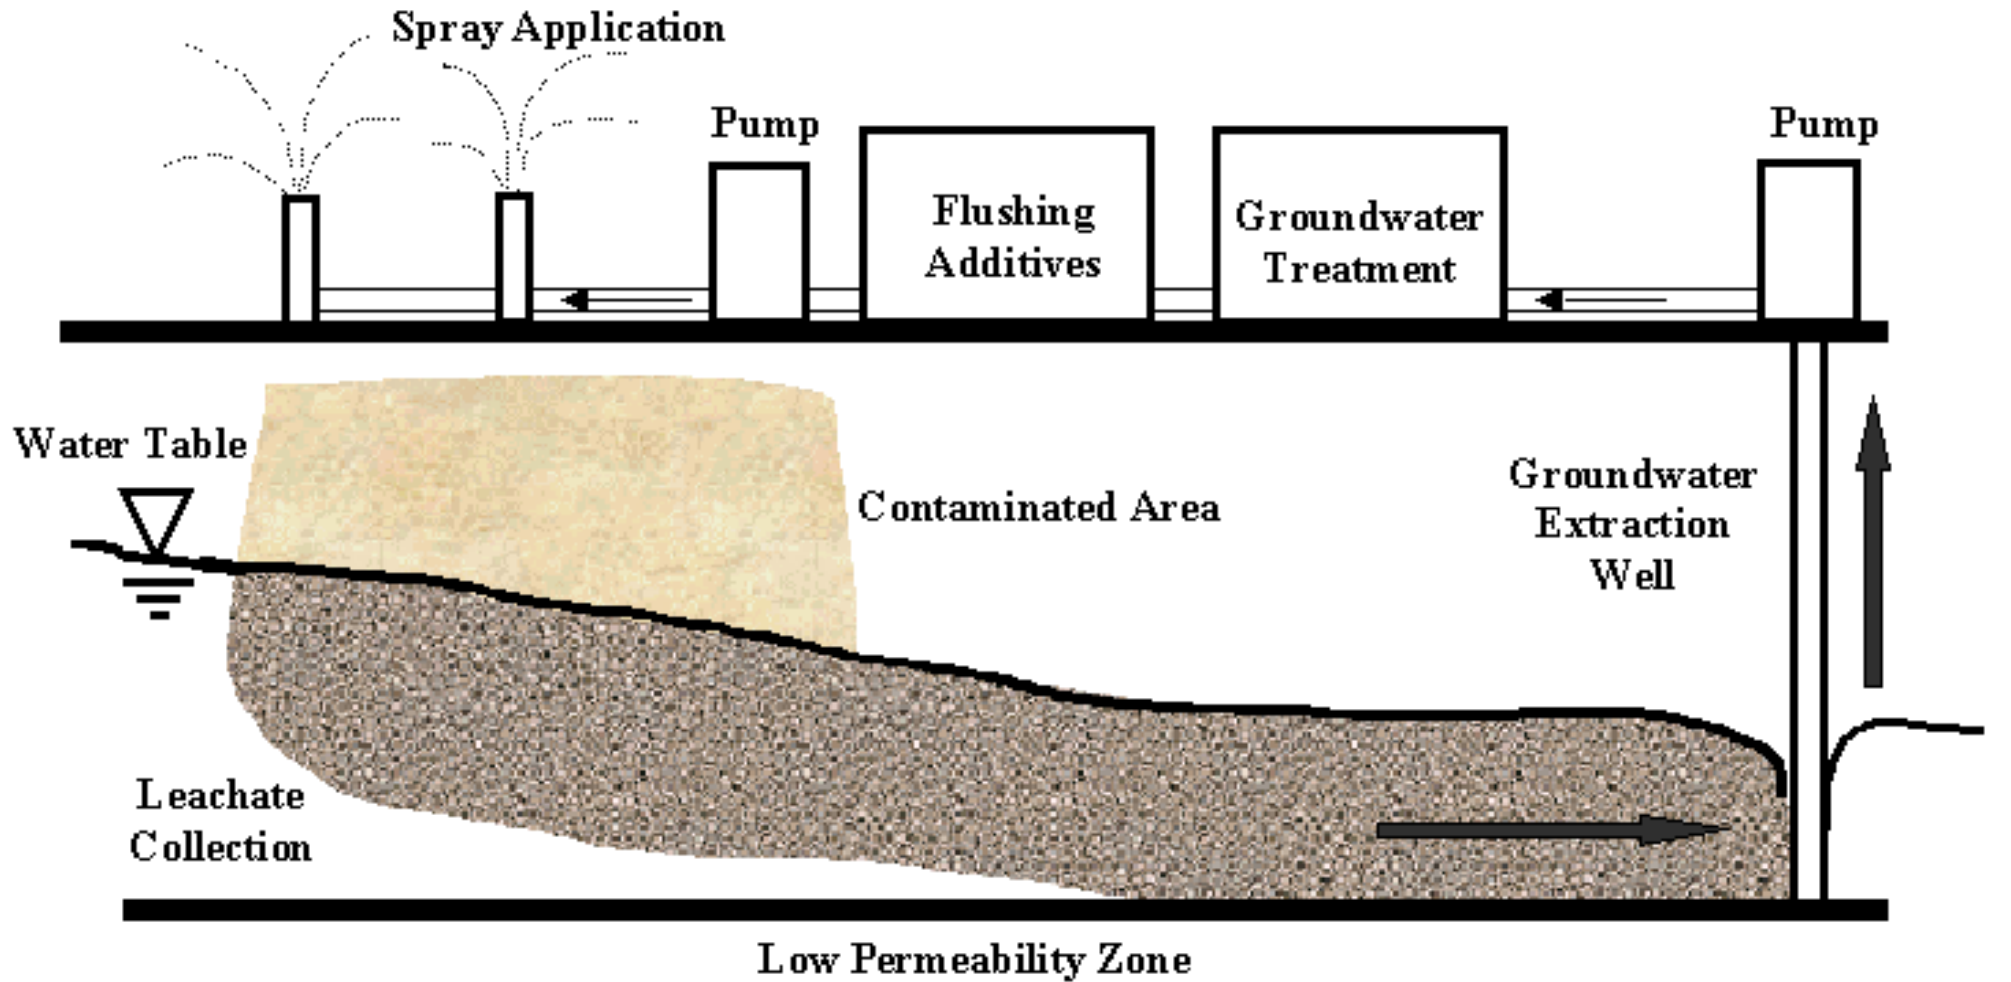 Spray Application
Pump
Pump
Flushing
Additives
Groundwater
Treatment
Water Table
Contaminated Area
Groundwater
Extraction
Well
Leachate
Collection
Low Permeability Zone